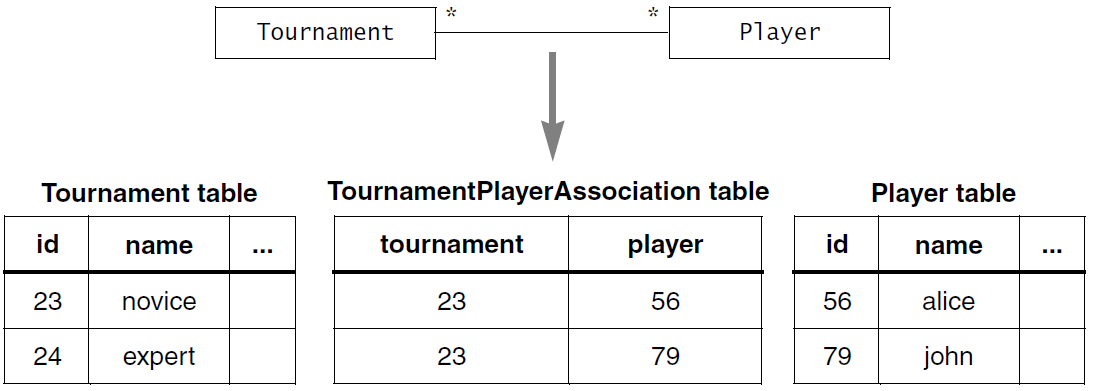 Tournament * * Player
Tournament table TournamentPlayerAssociation table Player table
id name ... tournament player id name ...
23 novice 23 56 56 alice
24 expert 23 79 79 john